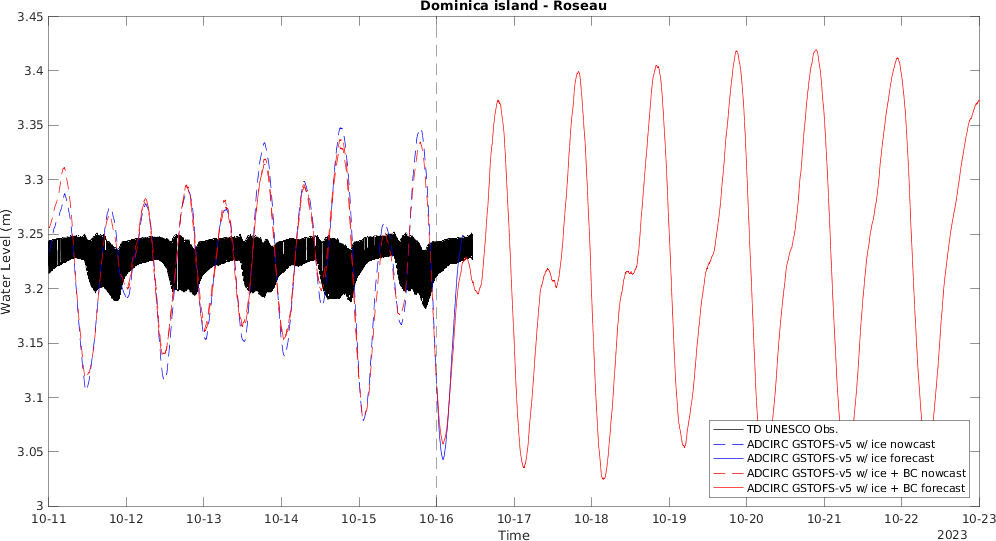 Dominica island - Roseau
3.45
3.4
3.35
3.3
3.25
3.2
3.15
3.1
3.05
3
Water Level (m)
TD UNESCO Obs.
ADCIRC GSTOFS-v5 w/ ice nowcast
ADCIRC GSTOFS-v5 w/ ice forecast
ADCIRC GSTOFS-v5 w/ ice + BC nowcast
ADCIRC GSTOFS-v5 w/ ice + BC forecast
10-11 10-12 10-13 10-14 10-15 10-16 10-17 10-18 10-19 10-20 10-21 10-22 10-23
Time
2023